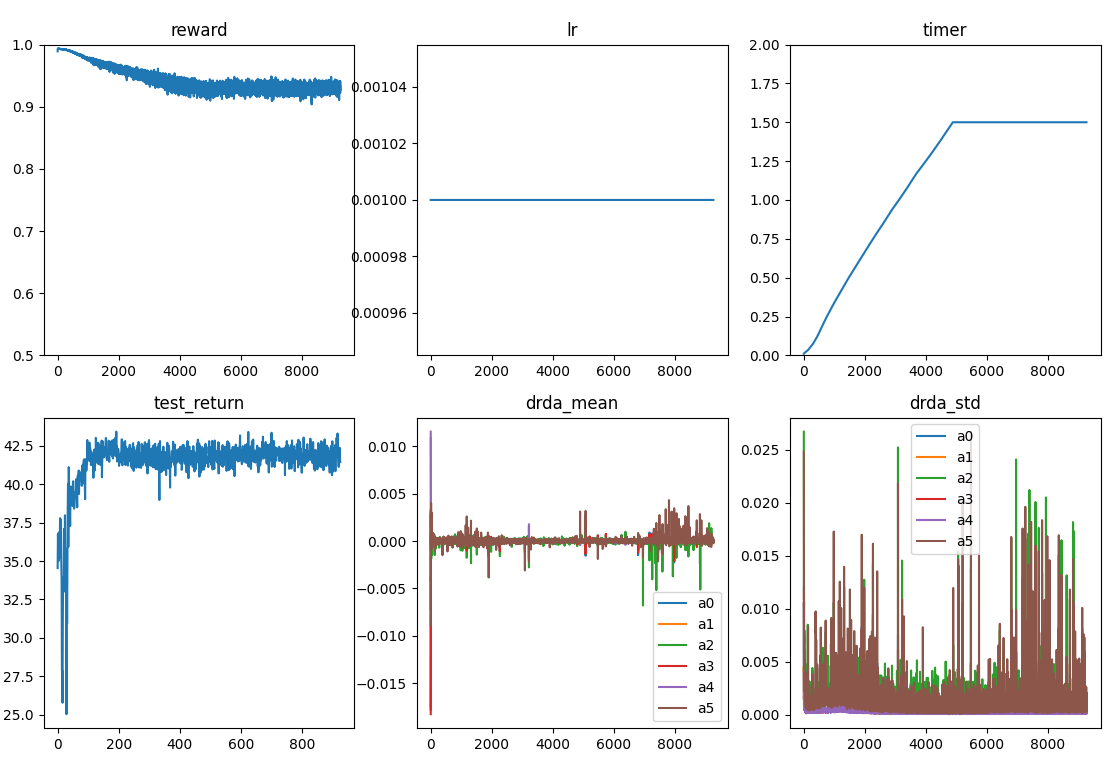 reward
1.0
0.9
0.8
0.7
0.6
0.5
0 2000 4000 6000 8000
lr
0.00104
0.00102
0.00100
0.00098
0.00096
0 2000 4000 6000 8000
timer
2.00
1.75
1.50
1.25
1.00
0.75
0.50
0.25
0.00
0 2000 4000 6000 8000
test_return
42.5
40.0
37.5
35.0
32.5
30.0
27.5
25.0
0 200 400 600 800
drda_mean
0.010
0.005
0.000
−0.005
−0.010
−0.015
a0
a1
a2
a3
a4
a5
0 2000 4000 6000 8000
drda_std
0.025
0.020
0.015
0.010
0.005
0.000
a0
a1
a2
a3
a4
a5
0 2000 4000 6000 8000